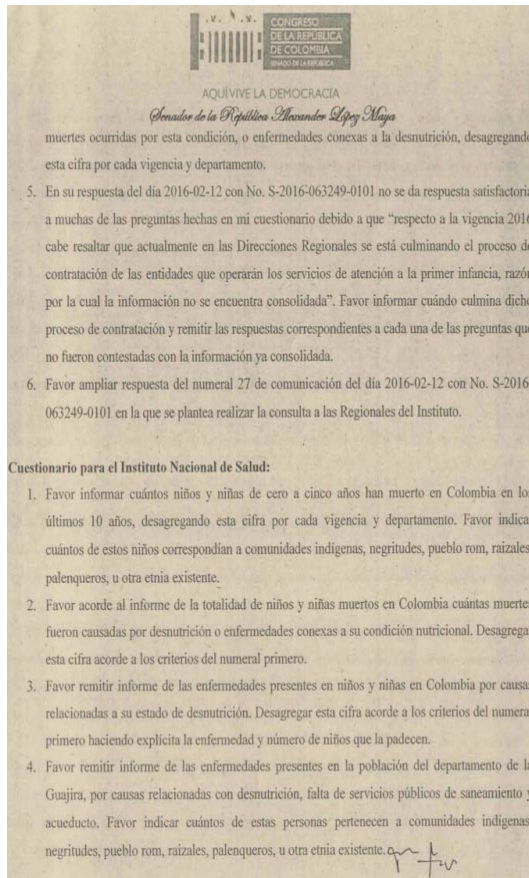 CONGRESO
DE LA REPÚBLICA
DE COLOMBIA
SENADO DE LA REPÚBLICA
AQUÍVIVE LA DEMOCRACIA
Senador de la República Alexander López Maya
muertes ocurridas por esta condición, o enfermedades conexas a la desnutrición, desagregando
esta cifra por cada vigencia y departamento.
5. En su respuesta del día 2016-02-12 con No. S-2016-063249-0101 no se da respuesta satisfactoria
a muchas de las preguntas hechas en mi cuestionario debido a que “respecto a la vigencia 2016
cabe resaltar que actualmente en las Direcciones Regionales se está culminando el proceso de
contratación de las entidades que operarán los servicios de atención a la primer infancia, razón
por la cual la información no se encuentra consolidada”. Favor informar cuándo culmina dicho
proceso de contratación y remitir las respuestas correspondientes a cada una de las preguntas que
no fueron contestadas con la información ya consolidada.
6. Favor ampliar respuesta del numeral 27 de comunicación del día 2016-02-12 con No. S-2016-
063249-0101 en la que se plantea realizar la consulta a las Regionales del Instituto.
Cuestionario para el Instituto Nacional de Salud:
1. Favor informar cuántos niños y niñas de cero a cinco años han muerto en Colombia en lo
últimos 10 años, desagregando esta cifra por cada vigencia y departamento. Favor indica
cuántos de estos niños correspondían a comunidades indígenas, negritudes, pueblo rom, raizales
palenqueros, u otra etnia existente.
2. Favor acorde al informe de la totalidad de niños y niñas muertos en Colombia cuántas muerte
fueron causadas por desnutrición o enfermedades conexas a su condición nutricional. Desagrega
esta cifra acorde a los criterios del numeral primero.
3. Favor remitir informe de las enfermedades presentes en niños y niñas en Colombia por causa
relacionadas a su estado de desnutrición. Desagregar esta cifra acorde a los criterios del numera
primero haciendo explícita la enfermedad y número de niños que la padecen.
4. Favor remitir informe de las enfermedades presentes en la población del departamento de l
Guajira, por causas relacionadas con desnutrición, falta de servicios públicos de saneamiento y
acueducto. Favor indicar cuántos de estas personas pertenecen a comunidades indígenas
negritudes, pueblo rom, raizales, palenqueros, u otra etnia existente.